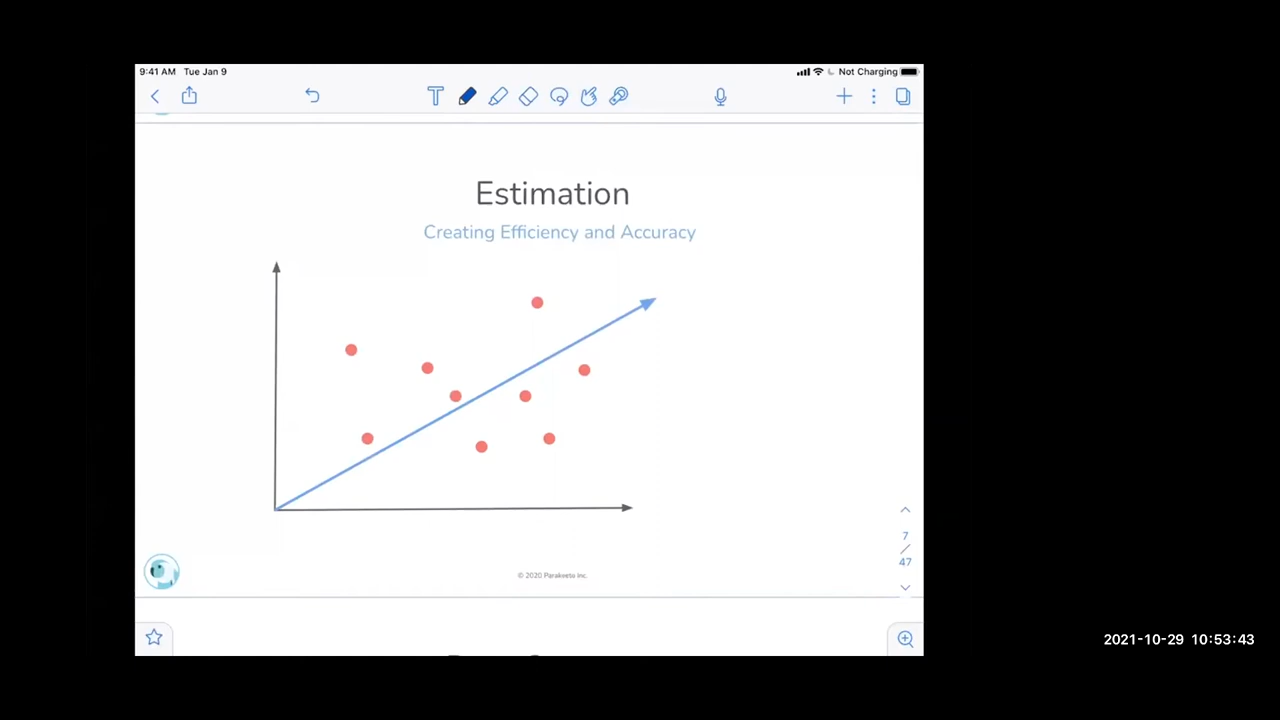 9:41 AM Tue Jan 9
Not Charging
T
Estimation
Creating Efficiency and Accuracy
7
/
47
© 2020 Parakeeto Inc.
2021-10-29 10:53:43